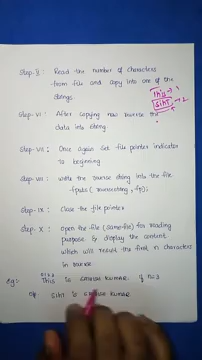 Step-V: Read the number of characters
from file and copy into one of the
strings.
this → 1
siht → 2
Step-VI: After copying now reverse the
data into string
Step-VII: Once again set file pointer indicator
to beginning
Step-VIII: Write the reverse string into the file
fputs( , fp);
Step-IX: Close the file pointer
Step-X: Open the file (same file) for reading
purpose & display the content
which will result the first n characters
in reverse
0123
eg:- This is kumar if n=3
o/p siht is kumar